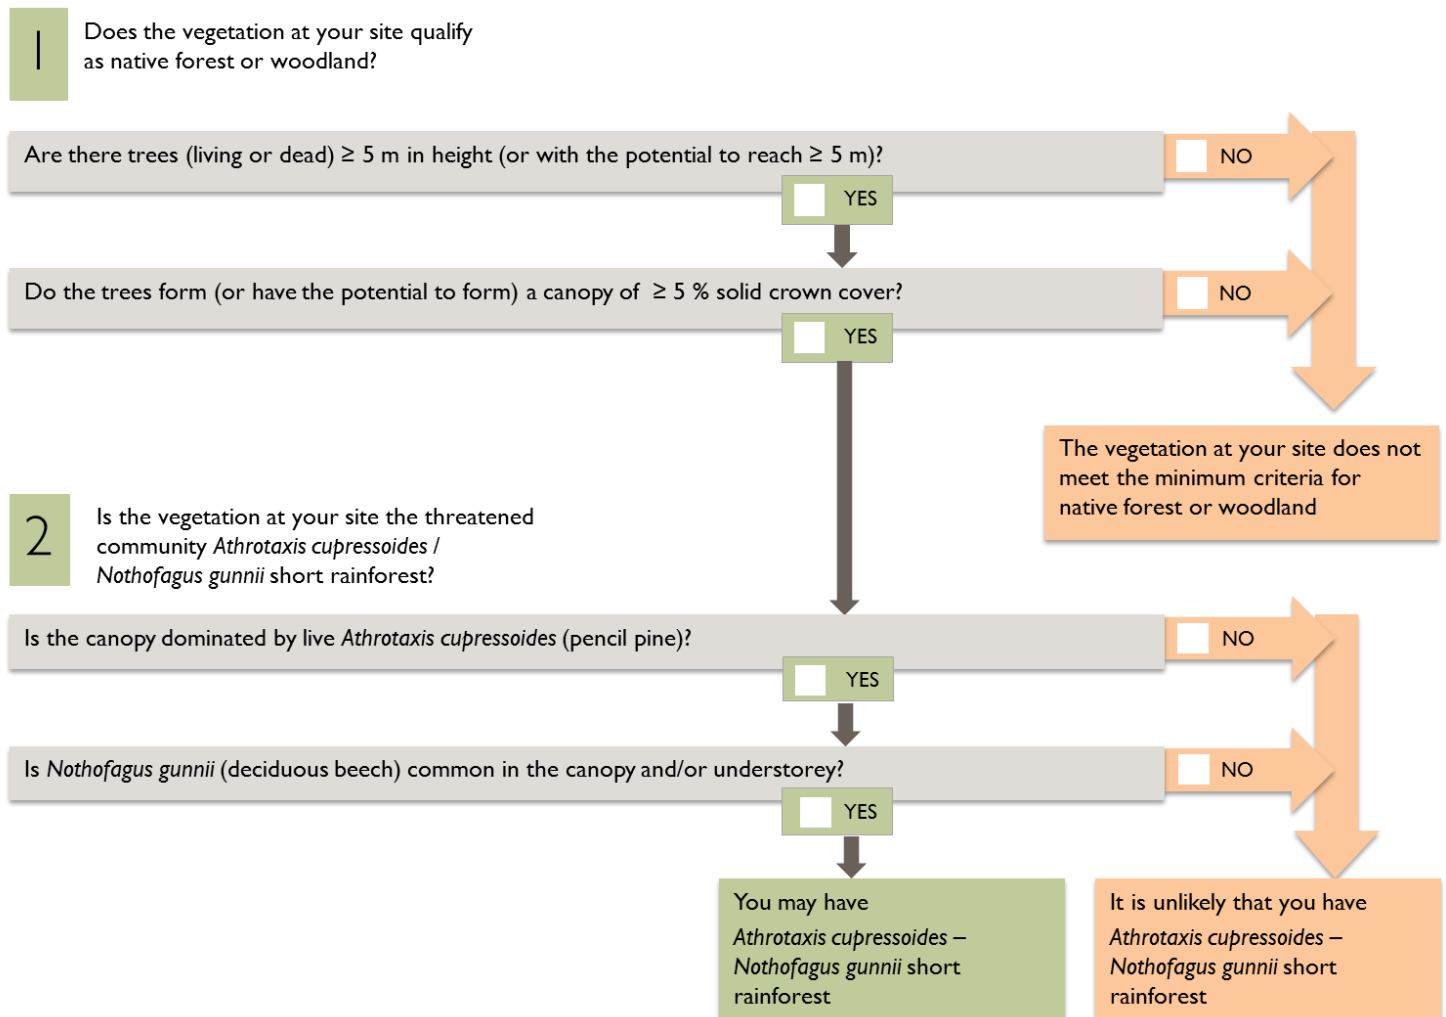 1
Does the vegetation at your site qualify
as native forest or woodland?
Are there trees (living or dead) ≥ 5 m in height (or with the potential to reach ≥ 5 m)?
NO
YES
Do the trees form (or have the potential to form) a canopy of ≥ 5 % solid crown cover?
NO
YES
The vegetation at your site does not
meet the minimum criteria for
native forest or woodland
2
Is the vegetation at your site the threatened
community Athrotaxis cupressoides /
Nothofagus gunnii short rainforest?
Is the canopy dominated by live Athrotaxis cupressoides (pencil pine)?
NO
YES
Is Nothofagus gunnii (deciduous beech) common in the canopy and/or understorey?
NO
YES
You may have
Athrotaxis cupressoides –
Nothofagus gunnii short
rainforest
It is unlikely that you have
Athrotaxis cupressoides –
Nothofagus gunnii short
rainforest